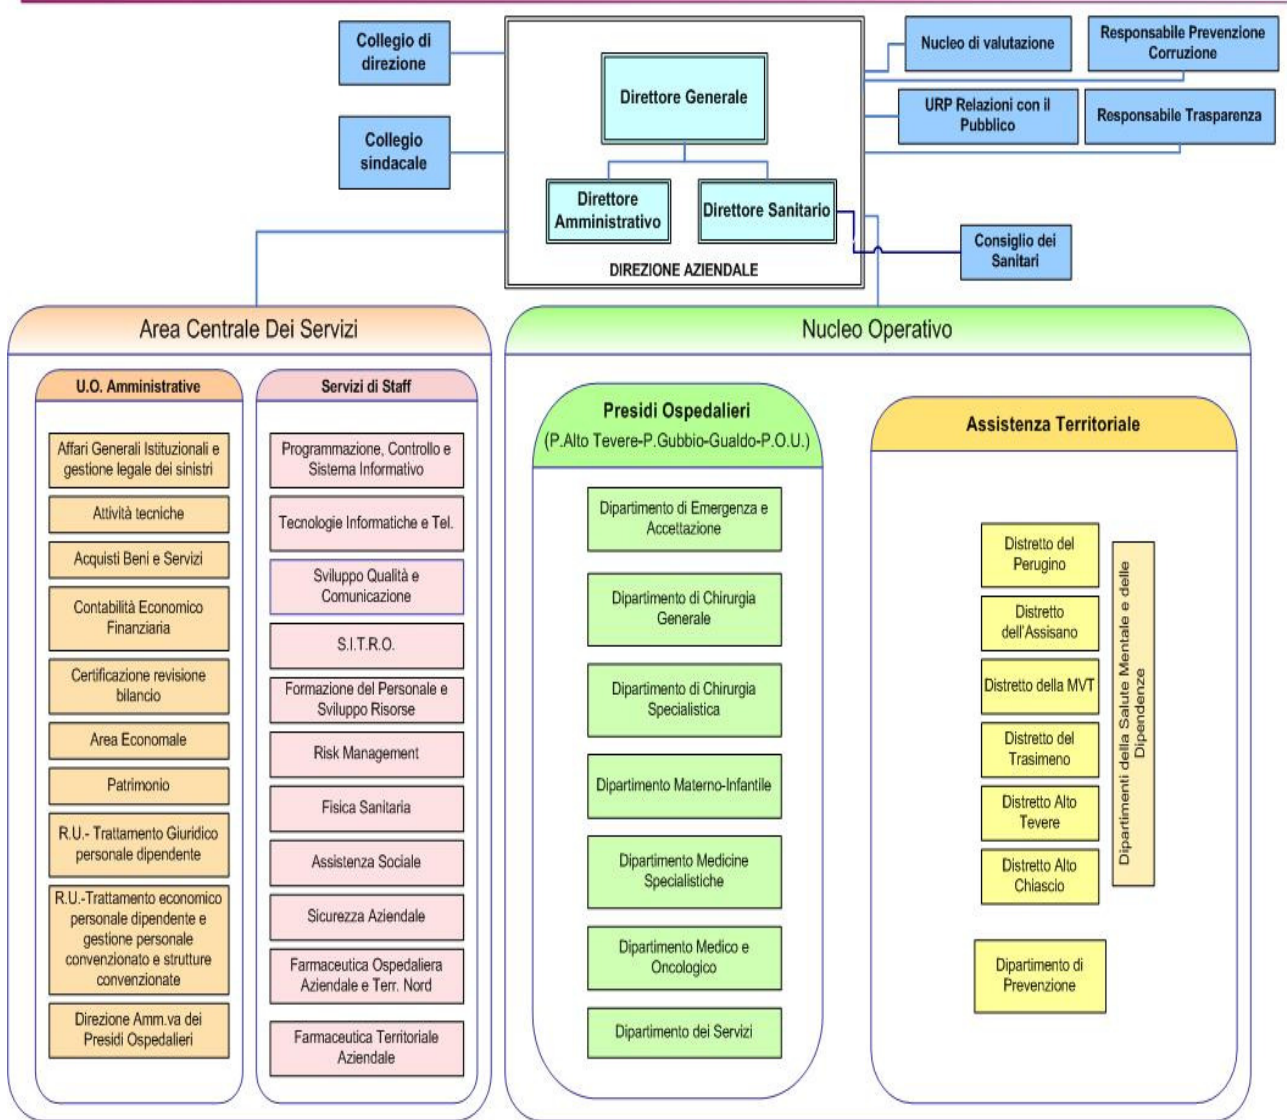 Collegio di
direzione
Collegio
sindacale
Direttore Generale
Direttore
Amministrativo
Direttore Sanitario
DIREZIONE AZIENDALE
Nucleo di valutazione
Responsabile Prevenzione
Corruzione
URP Relazioni con il
Pubblico
Responsabile Trasparenza
Consiglio dei
Sanitari
Area Centrale Dei Servizi
U.O. Amministrative
Affari Generali Istituzionali e
gestione legale dei sinistri
Attività tecniche
Acquisti Beni e Servizi
Contabilità Economico
Finanziaria
Certificazione revisione
bilancio
Area Economale
Patrimonio
R.U.- Trattamento Giuridico
personale dipendente
R.U.-Trattamento economico
personale dipendente e
gestione personale
convenzionato e strutture
convenzionate
Direzione Amm.va dei
Presidi Ospedalieri
Servizi di Staff
Programmazione, Controllo e
Sistema Informativo
Tecnologie Informatiche e Tel.
Sviluppo Qualità e
Comunicazione
S.I.T.R.O.
Formazione del Personale e
Sviluppo Risorse
Risk Management
Fisica Sanitaria
Assistenza Sociale
Sicurezza Aziendale
Farmaceutica Ospedaliera
Aziendale e Terr. Nord
Farmaceutica Territoriale
Aziendale
Nucleo Operativo
Presidi Ospedalieri
(P.Alto Tevere-P.Gubbio-Gualdo-P.O.U.)
Dipartimento di Emergenza e
Accettazione
Dipartimento di Chirurgia
Generale
Dipartimento di Chirurgia
Specialistica
Dipartimento Materno-Infantile
Dipartimento Medicine
Specialistiche
Dipartimento Medico e
Oncologico
Dipartimento dei Servizi
Assistenza Territoriale
Distretto del
Perugino
Distretto
dell'Assisano
Distretto della MVT
Distretto del
Trasimeno
Distretto Alto
Tevere
Distretto Alto
Chiascio
Dipartimenti della Salute Mentale e delle
Dipendenze
Dipartimento di
Prevenzione